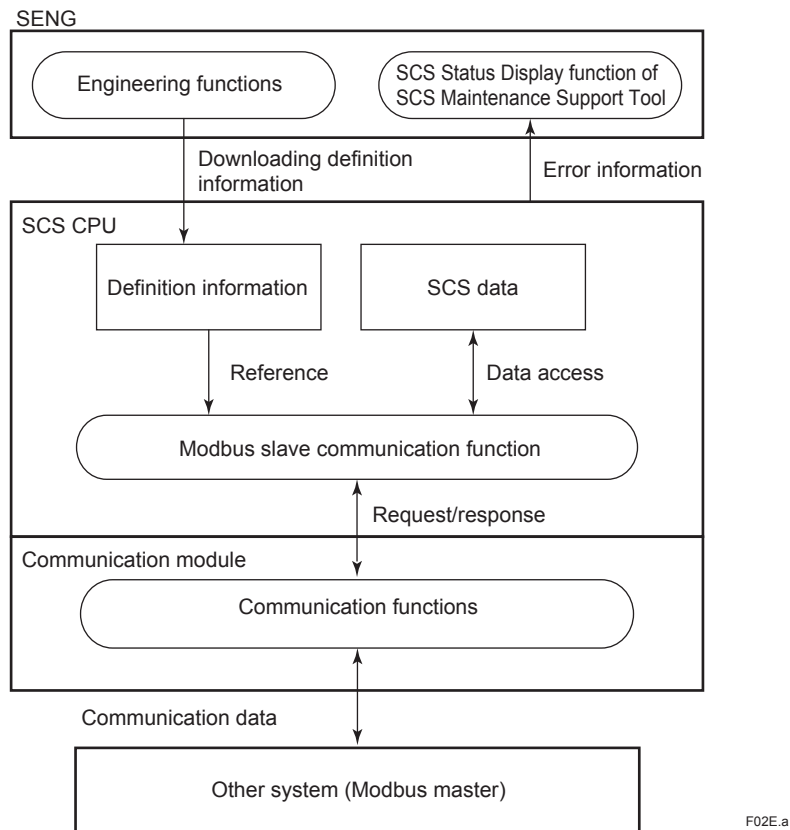 SENG
Engineering functions
SCS Status Display function of
SCS Maintenance Support Tool
Downloading definition
information
Error information
SCS CPU
Definition information
SCS data
Reference
Data access
Modbus slave communication function
Request/response
Communication module
Communication functions
Communication data
Other system (Modbus master)
F02E.a